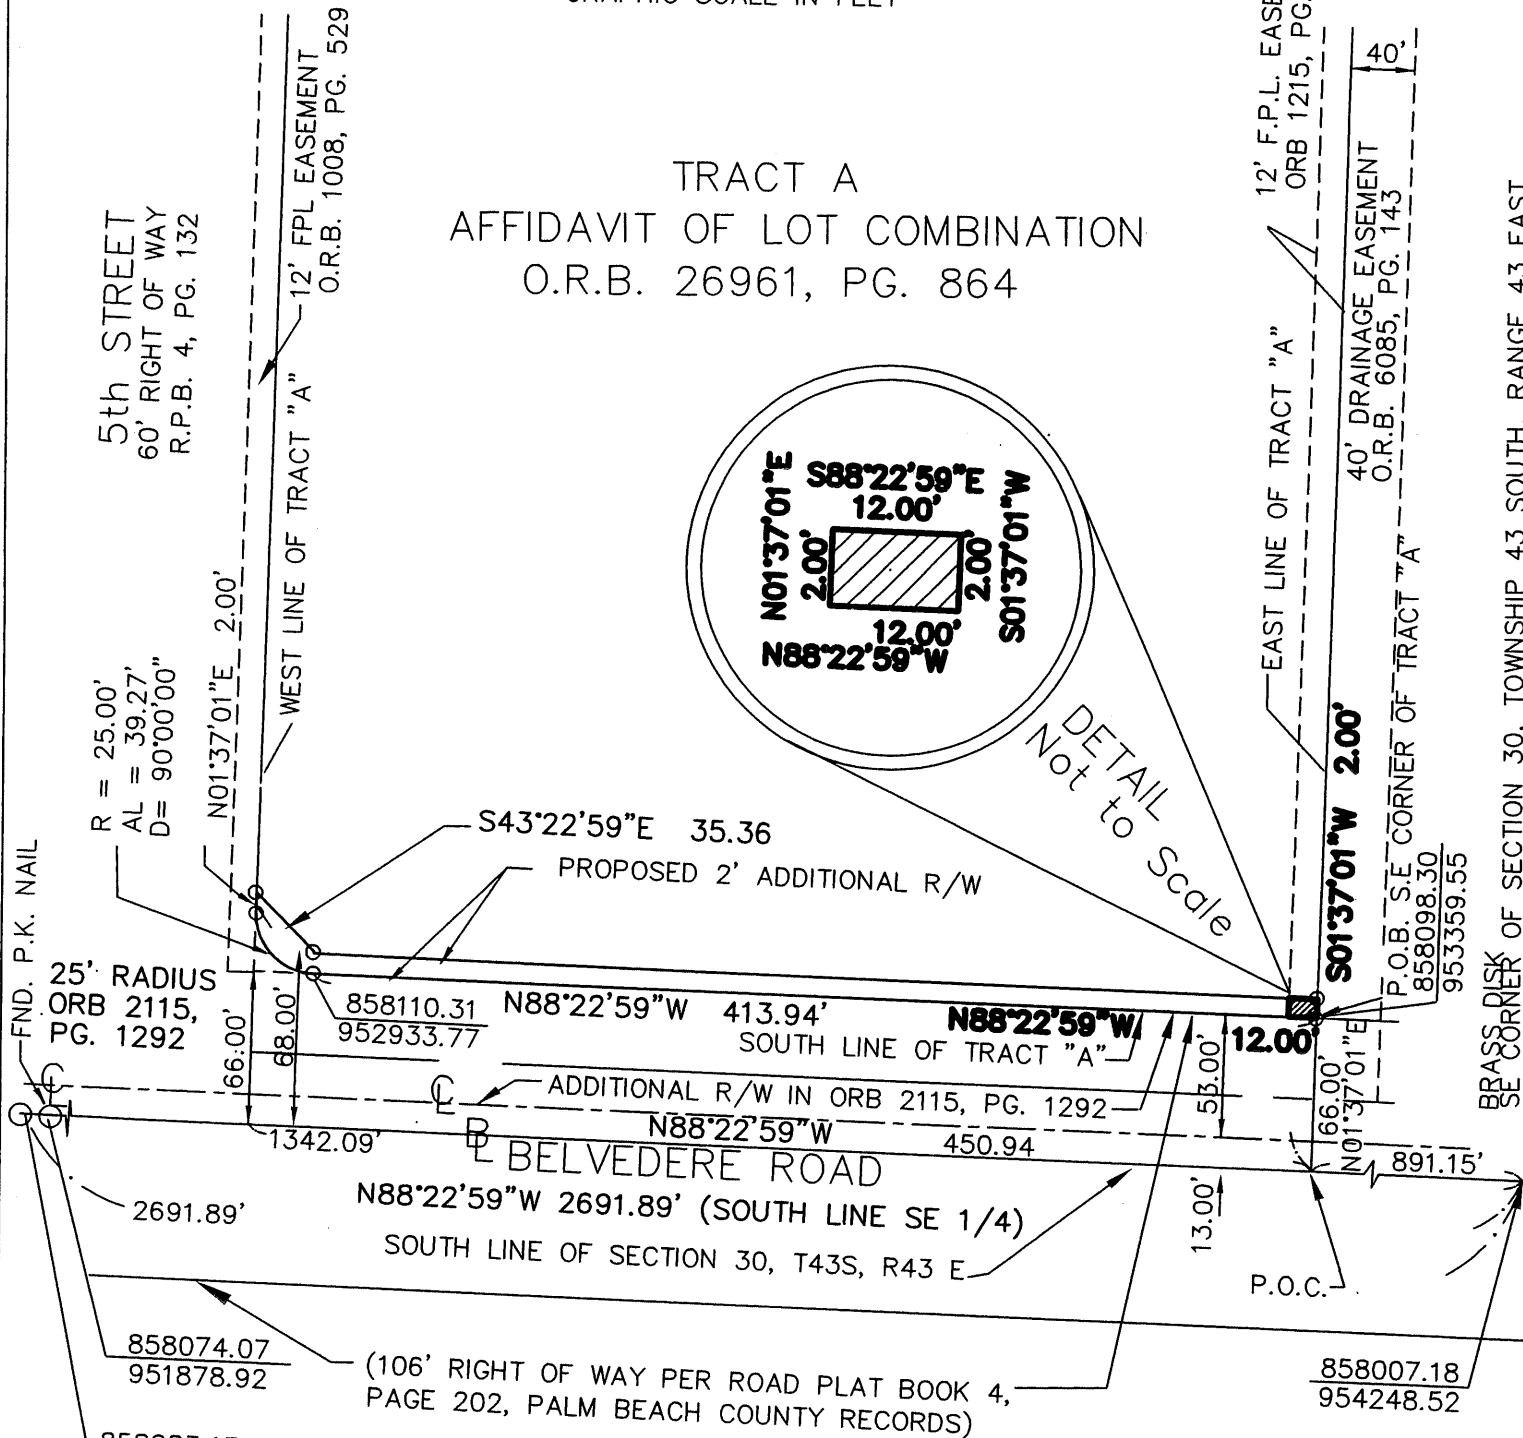 GRAPHIC SCALE IN FEET
12' FPL EASEMENT
O.R.B. 1008, PG. 529
5th STREET
60' RIGHT OF WAY
R.P.B. 4, PG. 132
WEST LINE OF TRACT "A"
TRACT A
AFFIDAVIT OF LOT COMBINATION
O.R.B. 26961, PG. 864
12' F.P.L. EASE
ORB 1215, PG.
40'
40' DRAINAGE EASEMENT
O.R.B. 6085, PG. 143
EAST LINE OF TRACT "A"
S88°22'59"E
12.00'
N01°37'01"E
2.00'
2.00'
S01°37'01"W
12.00'
N88°22'59"W
DETAIL
Not to Scale
R = 25.00'
AL = 39.27'
D= 90°00'00"
N01°37'01"E 2.00'
S43°22'59"E 35.36
PROPOSED 2' ADDITIONAL R/W
S01°37'01"W 2.00'
P.O.B. S.E CORNER OF TRACT "A"
858098.30
953359.55
BRASS DISK
SE CORNER OF SECTION 30, TOWNSHIP 43 SOUTH, RANGE 43 EAST
FND. P.K. NAIL
25' RADIUS
ORB 2115,
PG. 1292
66.00'
68.00'
858110.31
952933.77
N88°22'59"W 413.94'
N88°22'59"W
12.00'
SOUTH LINE OF TRACT "A"
ADDITIONAL R/W IN ORB 2115, PG. 1292
53.00'
66.00'
N01°37'01"E
CL
CL
1342.09'
N88°22'59"W 450.94
891.15'
BL
BELVEDERE ROAD
2691.89'
N88°22'59"W 2691.89' (SOUTH LINE SE 1/4)
SOUTH LINE OF SECTION 30, T43S, R43 E
13.00'
P.O.C.
858074.07
951878.92
(106' RIGHT OF WAY PER ROAD PLAT BOOK 4,
PAGE 202, PALM BEACH COUNTY RECORDS)
858007.18
954248.52